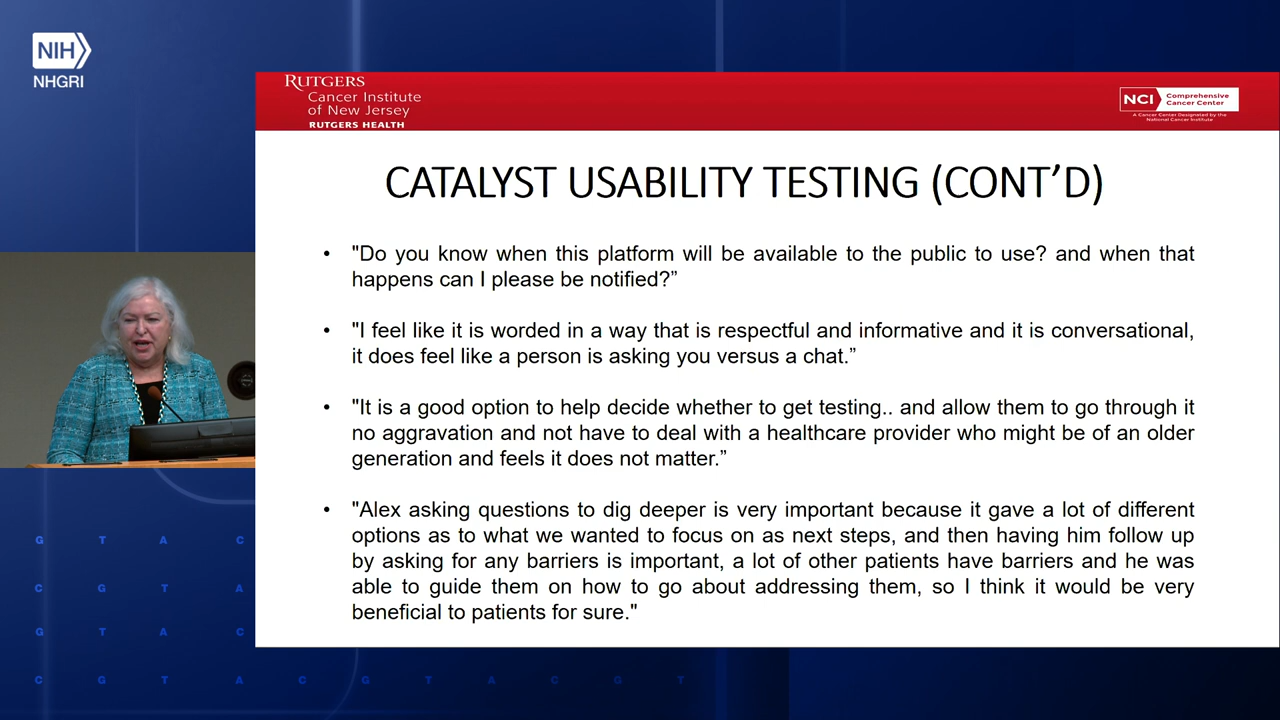 NIH
NHGRI
RUTGERS
Cancer Institute
of New Jersey
RUTGERS HEALTH
NCI
Comprehensive
Cancer Center
A Cancer Center Designated by the
National Cancer Institute
CATALYST USABILITY TESTING (CONT’D)
• "Do you know when this platform will be available to the public to use? and when that
happens can I please be notified?”
• "I feel like it is worded in a way that is respectful and informative and it is conversational,
it does feel like a person is asking you versus a chat.”
• "It is a good option to help decide whether to get testing.. and allow them to go through it
no aggravation and not have to deal with a healthcare provider who might be of an older
generation and feels it does not matter.”
• "Alex asking questions to dig deeper is very important because it gave a lot of different
options as to what we wanted to focus on as next steps, and then having him follow up
by asking for any barriers is important, a lot of other patients have barriers and he was
able to guide them on how to go about addressing them, so I think it would be very
beneficial to patients for sure."
G T A C
C G T A
G T A C
C G T A C G T A C G T